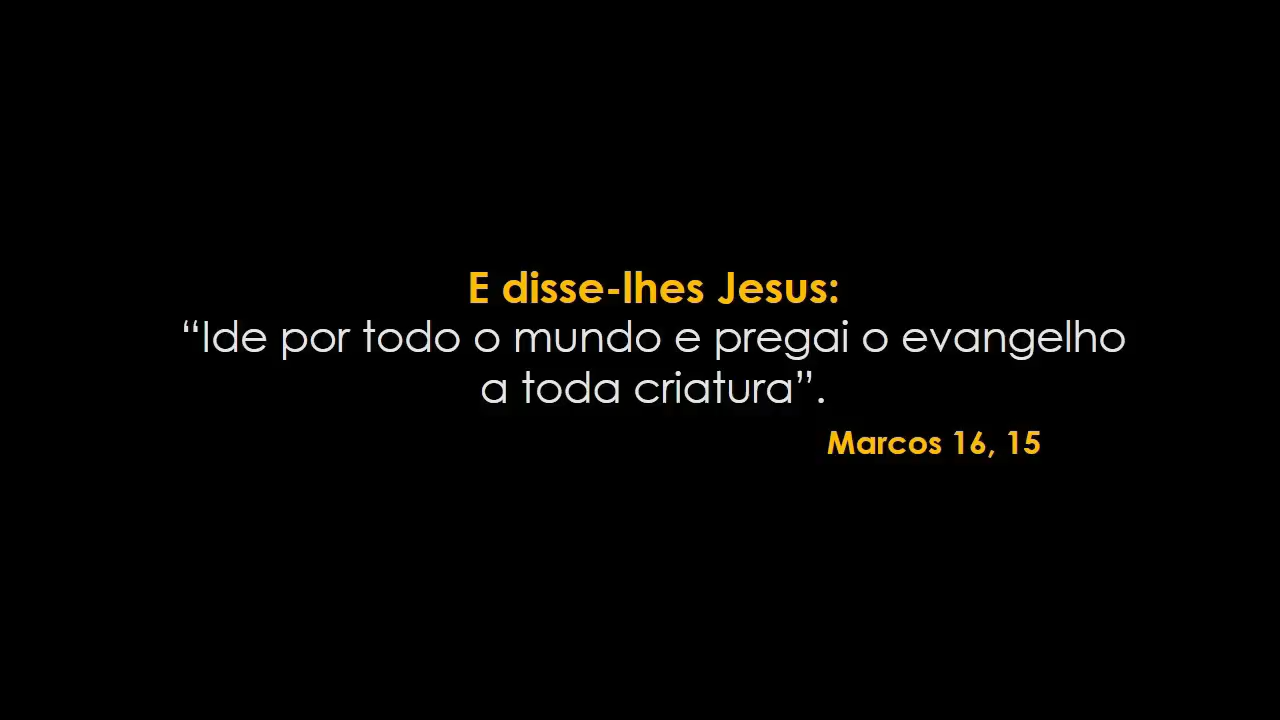 E disse-lhes Jesus:
“Ide por todo o mundo e pregai o evangelho
a toda criatura”.
Marcos 16, 15